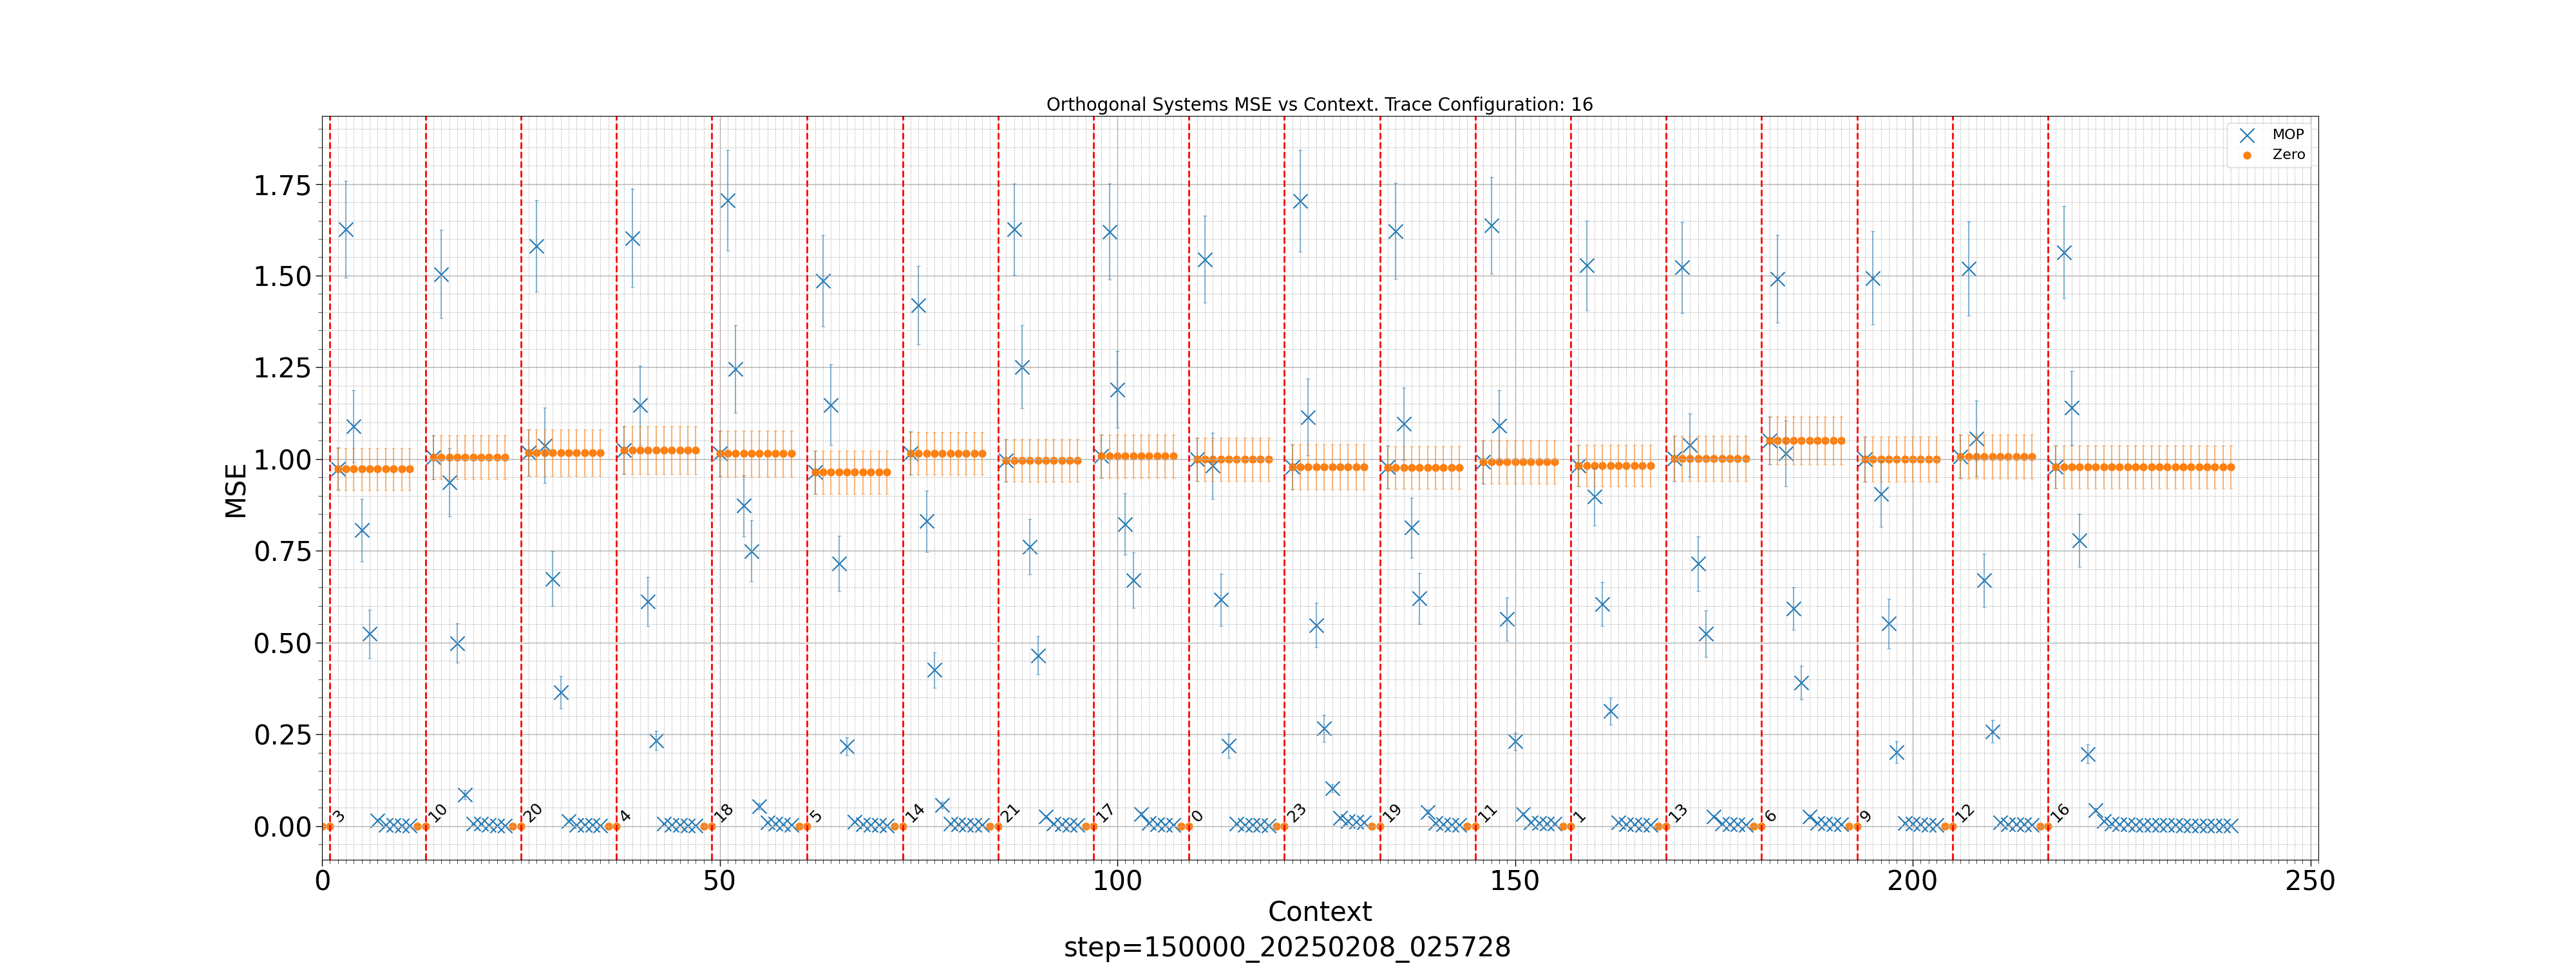 Orthogonal Systems MSE vs Context. Trace Configuration: 16
MOP
Zero
MSE
1.75
1.50
1.25
1.00
0.75
0.50
0.25
0.00
3 10 20 4 18 5 14 21 17 0 23 19 11 1 13 6 9 12 16
0 50 100 150 200 250
Context
step=150000_20250208_025728